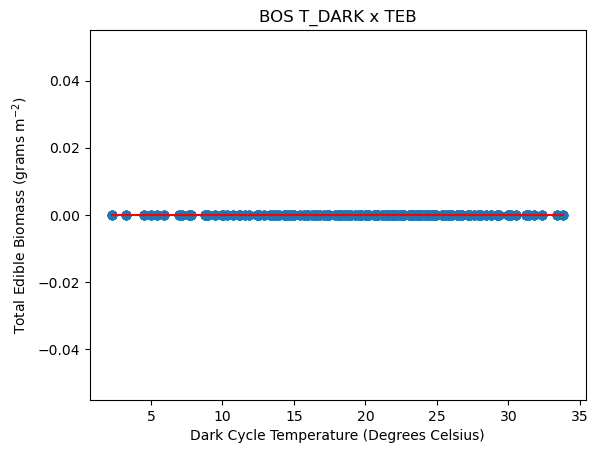 BOS T_DARK x TEB
Total Edible Biomass (grams m⁻²)
0.04
0.02
0.00
−0.02
−0.04
5 10 15 20 25 30 35
Dark Cycle Temperature (Degrees Celsius)